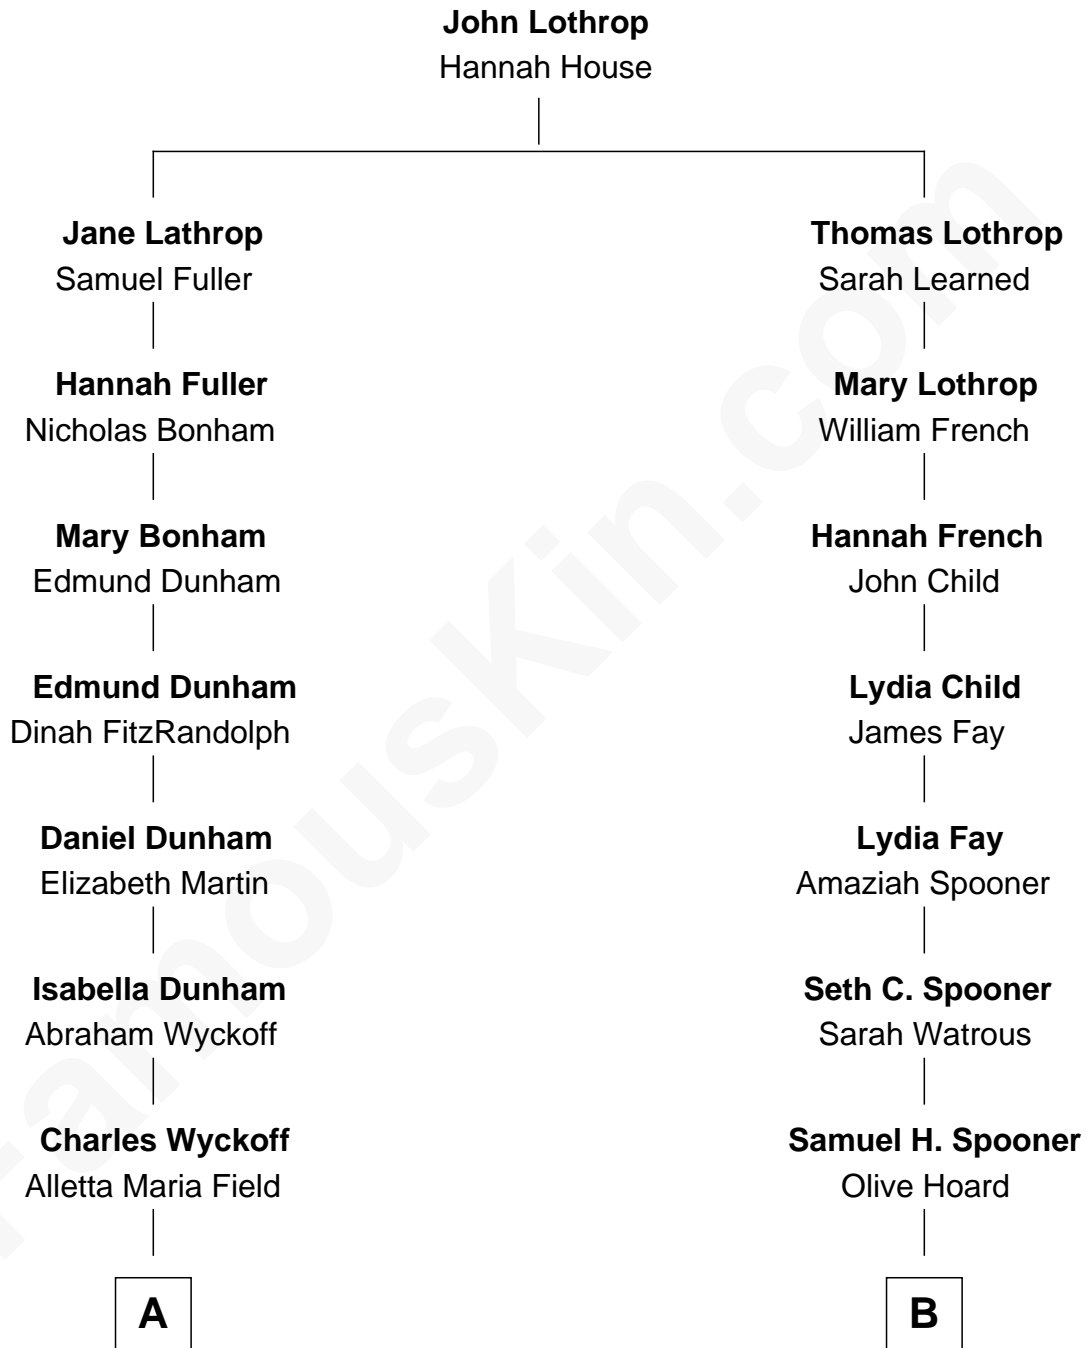 John Lothrop
Hannah House
Jane Lathrop
Samuel Fuller
Thomas Lothrop
Sarah Learned
Hannah Fuller
Nicholas Bonham
Mary Lothrop
William French
Mary Bonham
Edmund Dunham
Hannah French
John Child
Edmund Dunham
Dinah FitzRandolph
Lydia Child
James Fay
Daniel Dunham
Elizabeth Martin
Lydia Fay
Amaziah Spooner
Isabella Dunham
Abraham Wyckoff
Seth C. Spooner
Sarah Watrous
Charles Wyckoff
Alletta Maria Field
Samuel H. Spooner
Olive Hoard
A
B
FamousKin.com